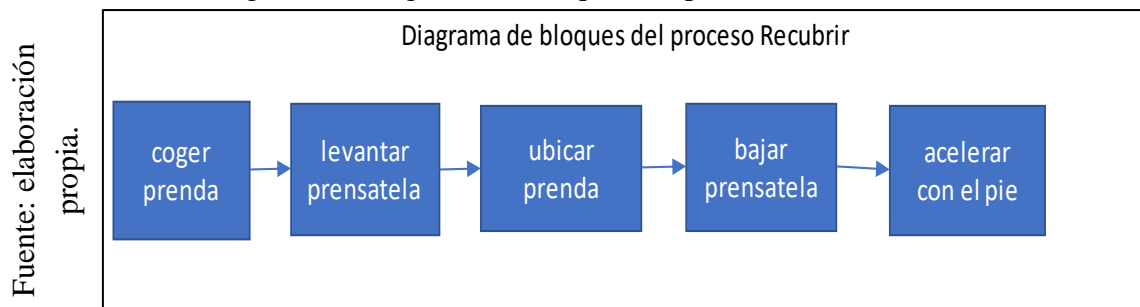 Diagrama de bloques del proceso Recubrir
coger
prenda
levantar
prensatela
ubicar
prenda
bajar
prensatela
acelerar
con el pie
Fuente: elaboración
propia.